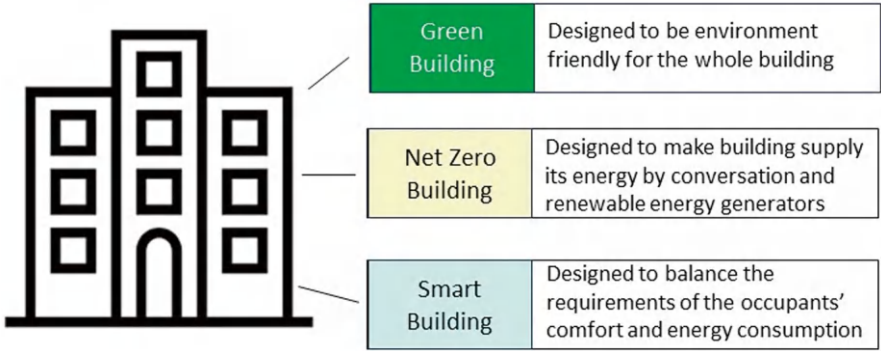 Green
Building
Designed to be environment
friendly for the whole building
Net Zero
Building
Designed to make building supply
its energy by conversation and
renewable energy generators
Smart
Building
Designed to balance the
requirements of the occupants'
comfort and energy consumption